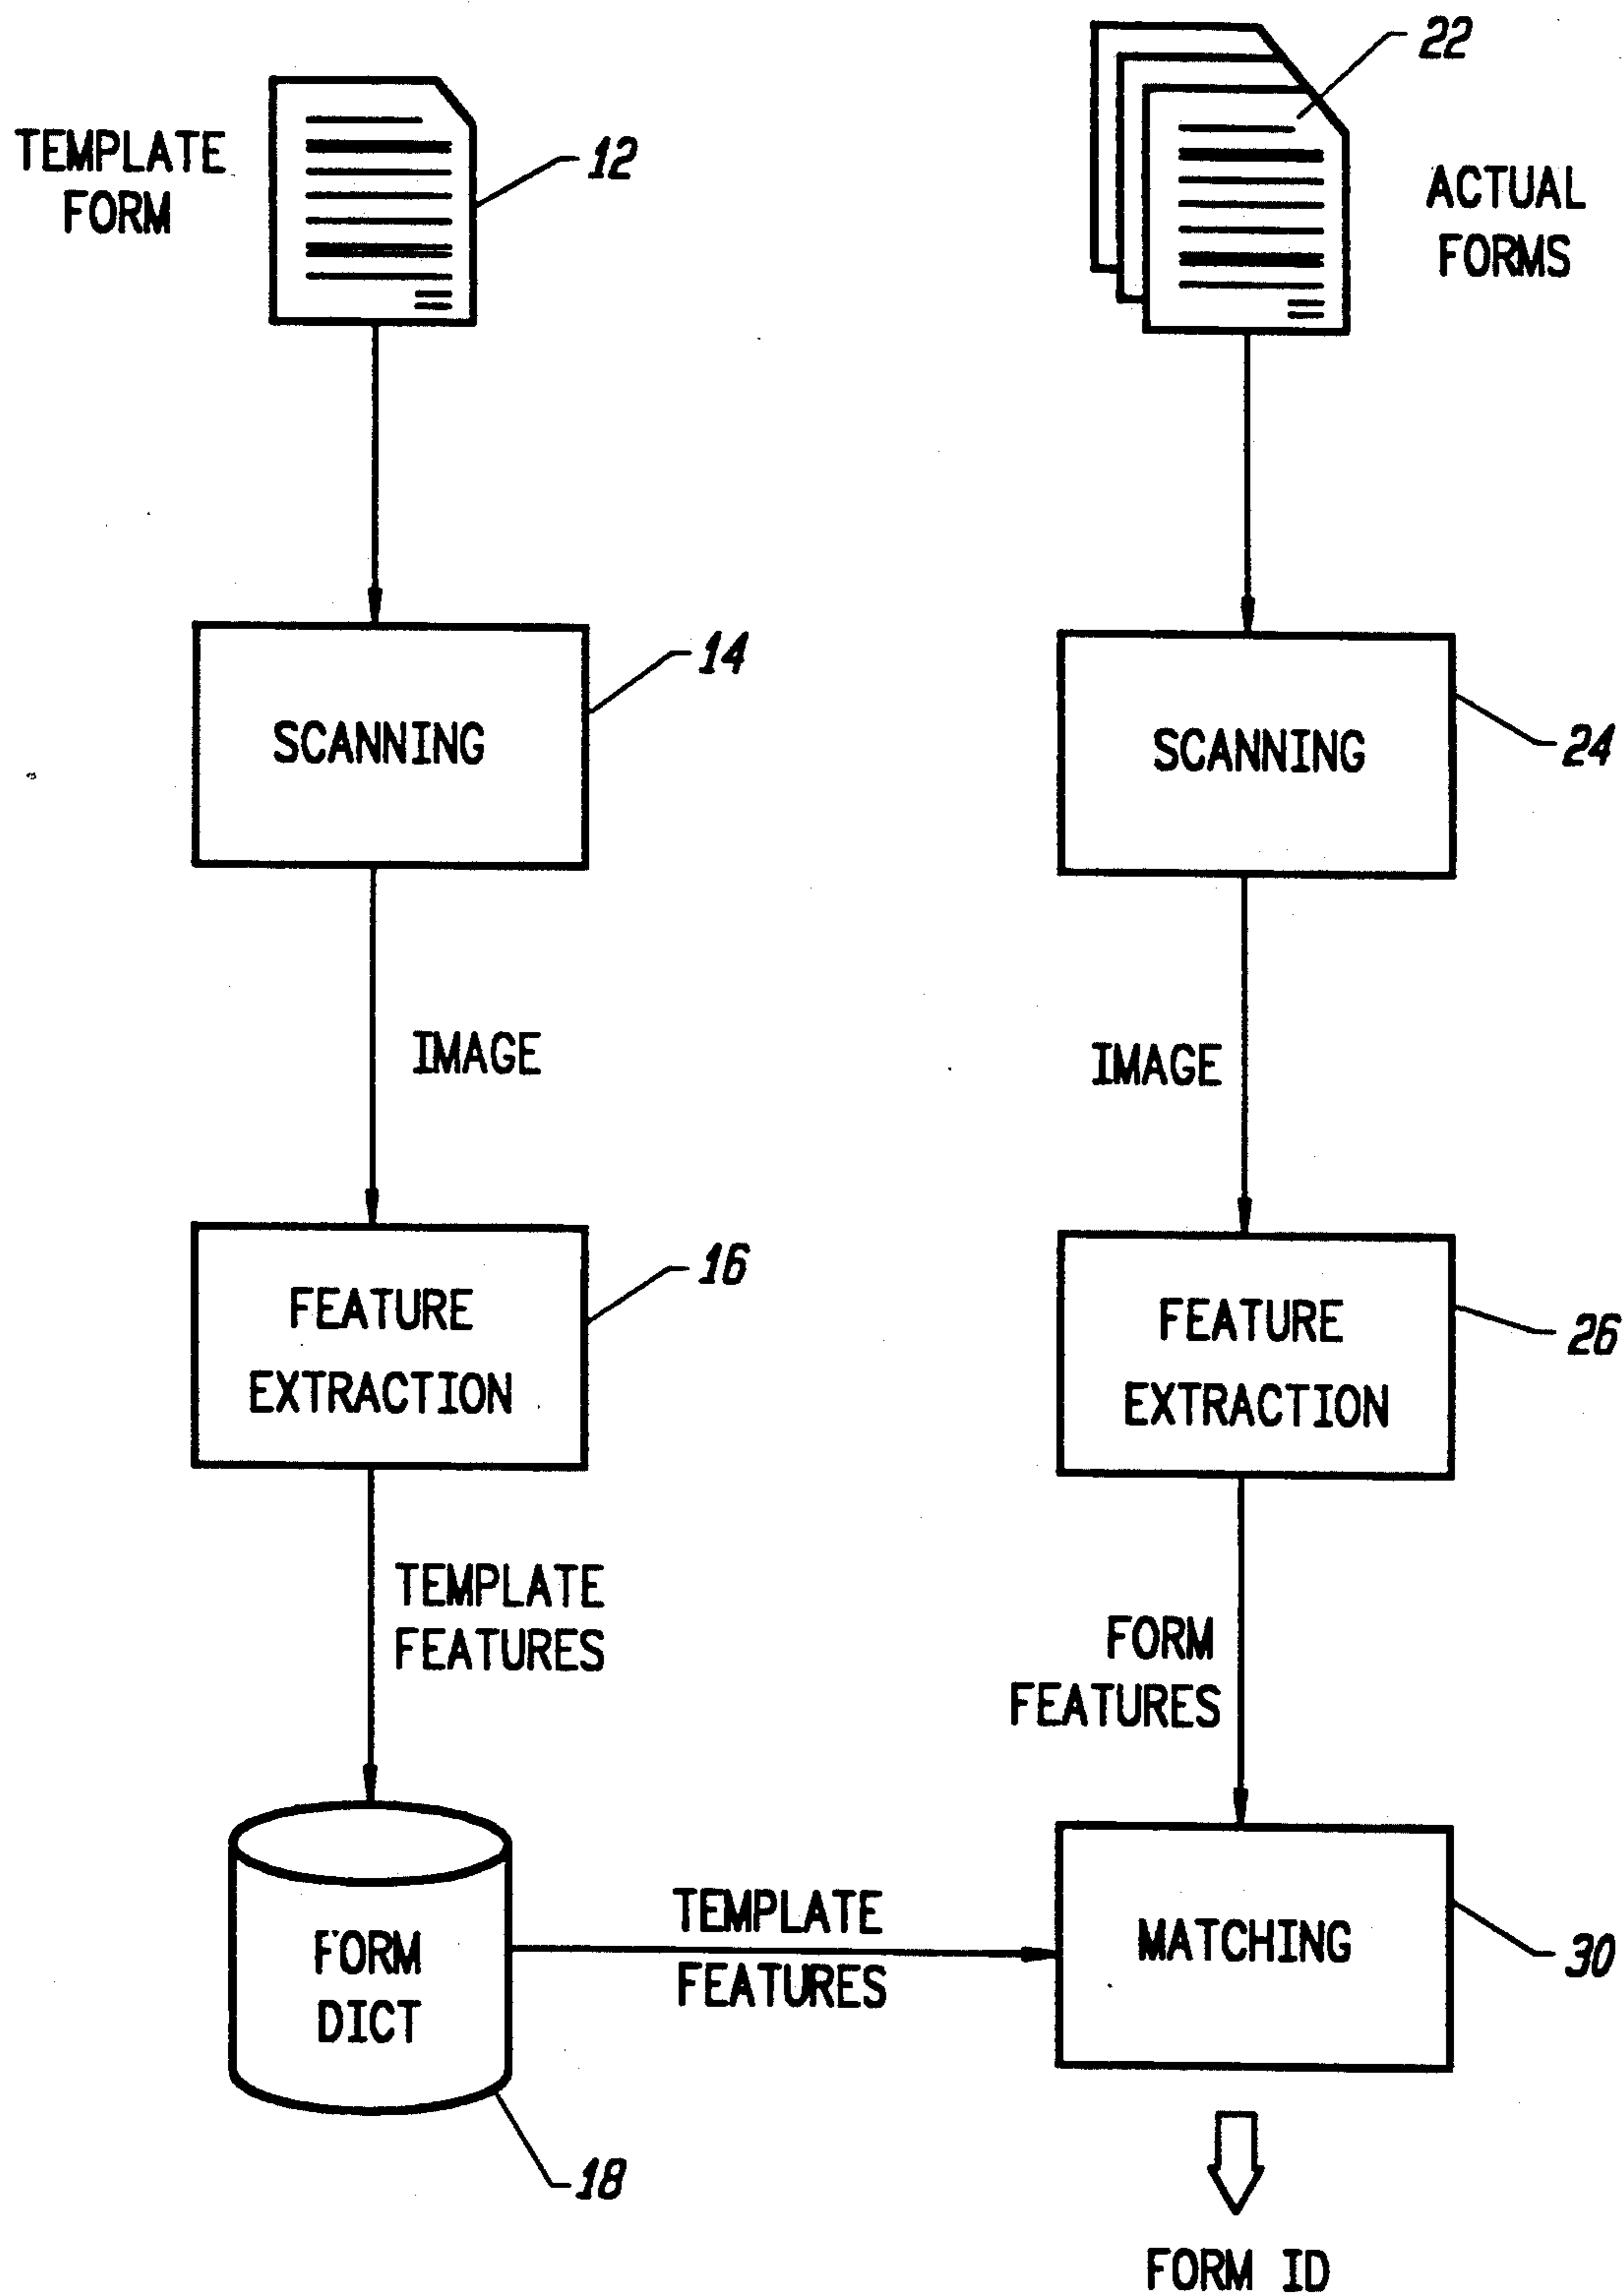 22
12
TEMPLATE
FORM
ACTUAL
FORMS
14
SCANNING
24
SCANNING
IMAGE
IMAGE
16
FEATURE
EXTRACTION
26
FEATURE
EXTRACTION
TEMPLATE
FEATURES
FORM
FEATURES
FORM
DICT
TEMPLATE
FEATURES
MATCHING
30
18
FORM ID